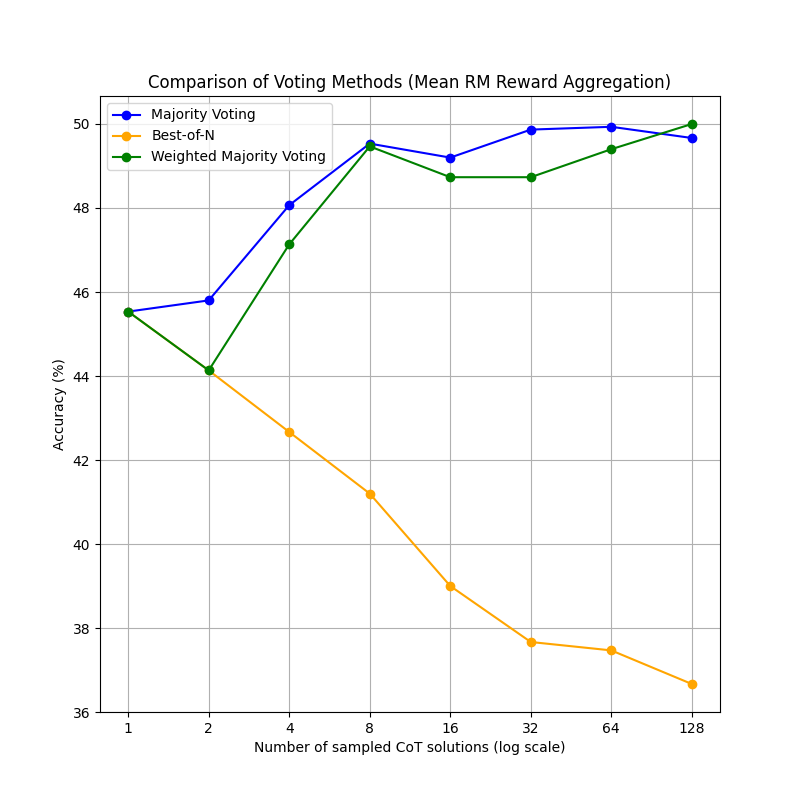 Comparison of Voting Methods (Mean RM Reward Aggregation)
Majority Voting
Best-of-N
Weighted Majority Voting
50
48
46
44
42
40
38
36
Accuracy (%)
1 2 4 8 16 32 64 128
Number of sampled CoT solutions (log scale)